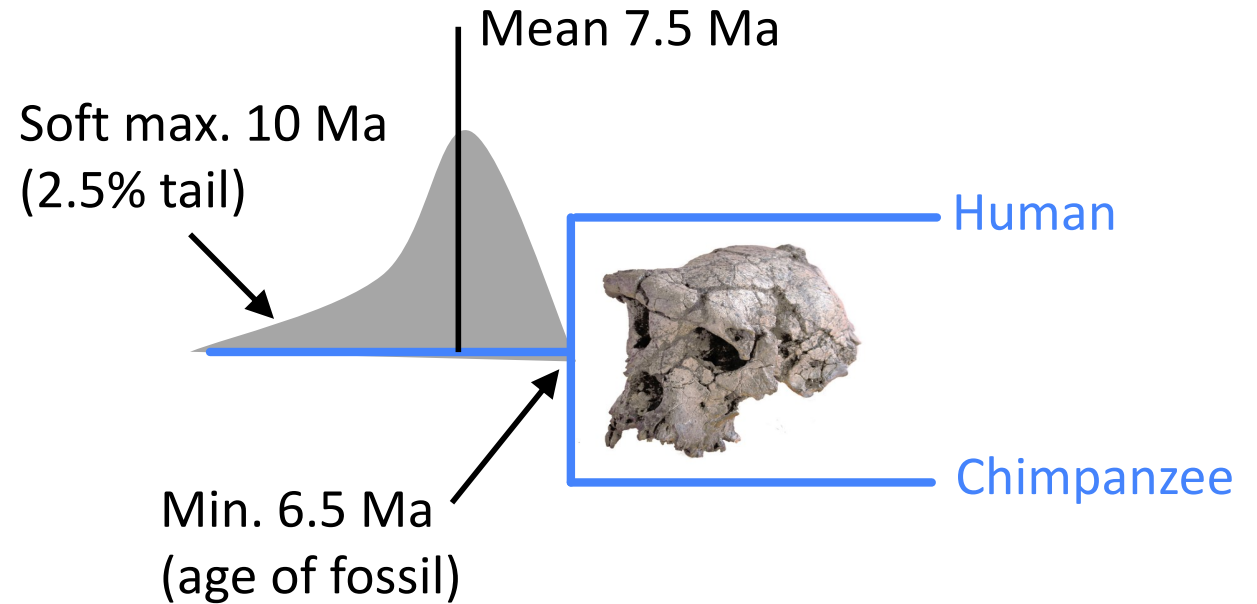 Mean 7.5 Ma
Soft max. 10 Ma
(2.5% tail)
Human
Chimpanzee
Min. 6.5 Ma
(age of fossil)